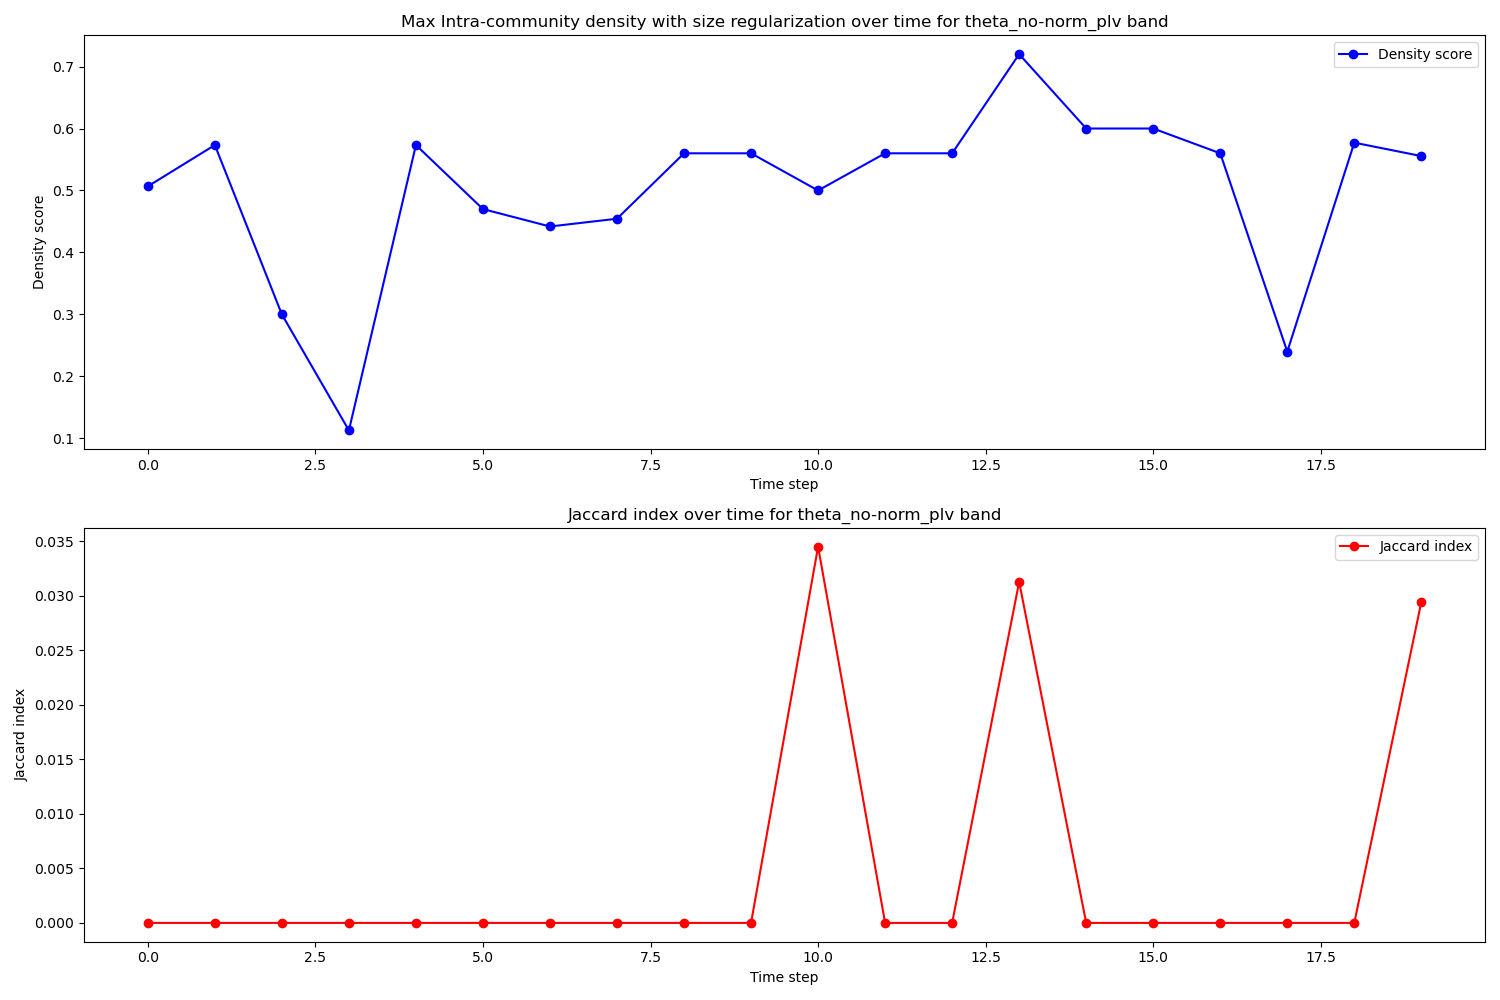 Max Intra-community density with size regularization over time for theta_no-norm_plv band
Density score
0.7
0.6
0.5
0.4
0.3
0.2
0.1
Density score
0.0 2.5 5.0 7.5 10.0 12.5 15.0 17.5
Time step
Jaccard index over time for theta_no-norm_plv band
Jaccard index
0.035
0.030
0.025
0.020
0.015
0.010
0.005
0.000
Jaccard index
0.0 2.5 5.0 7.5 10.0 12.5 15.0 17.5
Time step